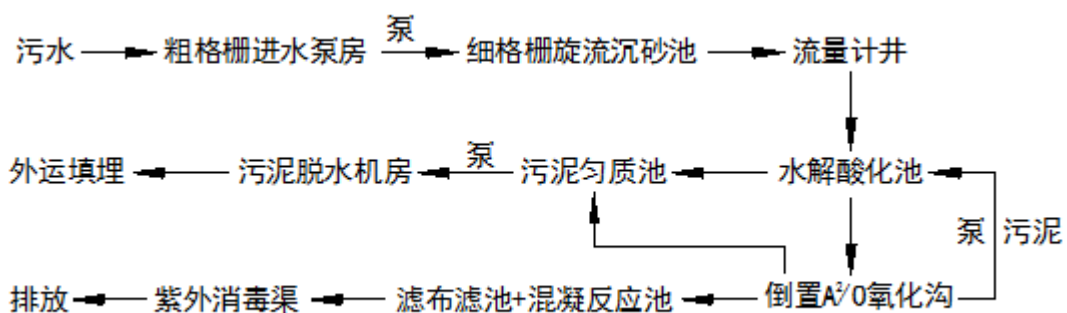 泵
污水 粗格栅进水泵房 细格栅旋流沉砂池 流量计井
泵
外运填埋 污泥脱水机房 污泥匀质池 水解酸化池
泵 污泥
排放 紫外消毒渠 滤布滤池+混凝反应池 倒置A²/O氧化沟